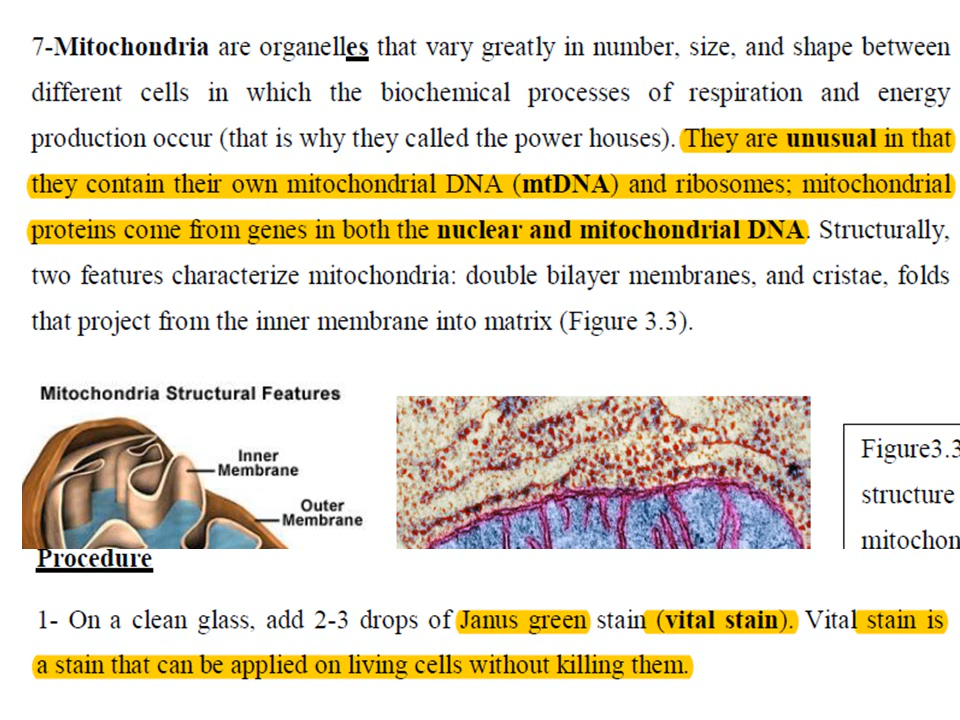 7-Mitochondria are organelles that vary greatly in number, size, and shape between
different cells in which the biochemical processes of respiration and energy
production occur (that is why they called the power houses). They are unusual in that
they contain their own mitochondrial DNA (mtDNA) and ribosomes; mitochondrial
proteins come from genes in both the nuclear and mitochondrial DNA. Structurally,
two features characterize mitochondria: double bilayer membranes, and cristae, folds
that project from the inner membrane into matrix (Figure 3.3).
Mitochondria Structural Features
Inner
Membrane
Outer
Membrane
Figure3.3
structure
mitochon
Procedure
1- On a clean glass, add 2-3 drops of Janus green stain (vital stain). Vital stain is
a stain that can be applied on living cells without killing them.